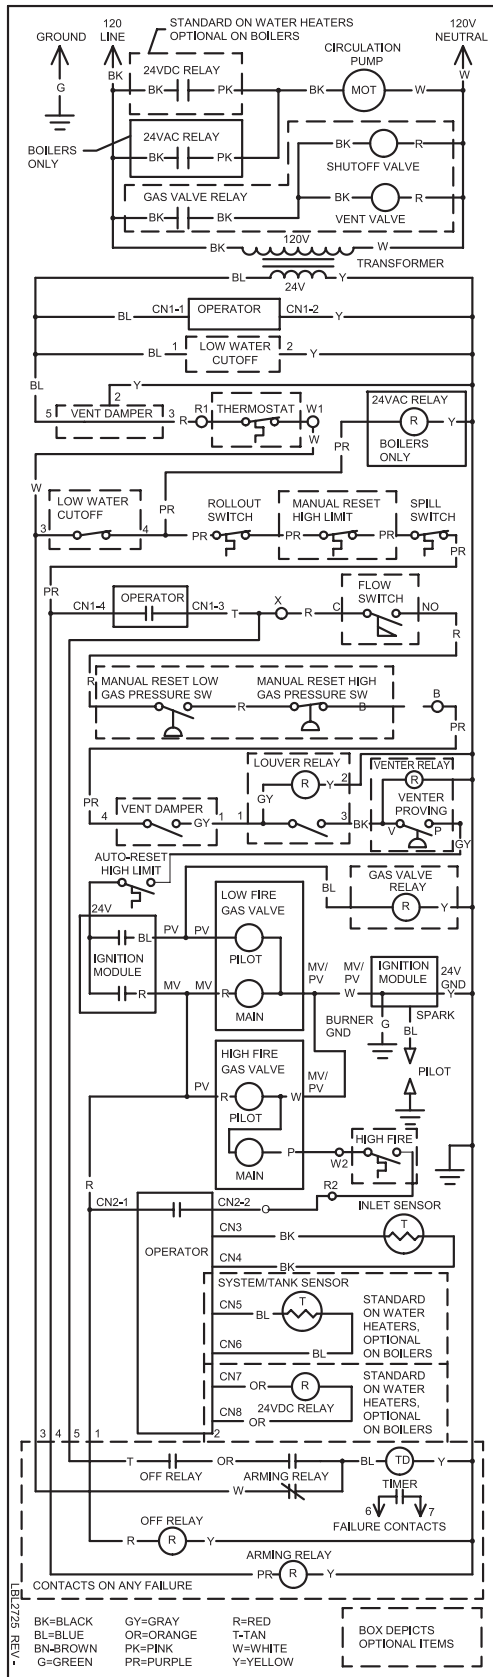 GROUND
120 LINE
STANDARD ON WATER HEATERS
OPTIONAL ON BOILERS
120V NEUTRAL
BK
24VDC RELAY
CIRCULATION
PUMP
W
G
BK PK BK MOT W
BOILERS
ONLY
24VAC RELAY
BK PK
BK R
SHUTOFF VALVE
GAS VALVE RELAY
BK BK
BK R
VENT VALVE
BK 120V W
TRANSFORMER
BL Y
24V
BL CN1-1 OPERATOR CN1-2 Y
BL 1 LOW WATER
CUTOFF 2 Y
BL
2 Y
5 VENT DAMPER 3 R R1 THERMOSTAT W1
W
24VAC RELAY
R Y
BOILERS
ONLY
PR
W
LOW WATER
CUTOFF
PR
ROLLOUT
SWITCH
MANUAL RESET
HIGH LIMIT
SPILL
SWITCH
3 4 PR PR PR PR
PR
CN1-4 OPERATOR CN1-3 T X R C FLOW
SWITCH NO
R
R MANUAL RESET LOW
GAS PRESSURE SW
R
MANUAL RESET HIGH
GAS PRESSURE SW
B B
PR
LOUVER RELAY
R Y 2
GY
VENTER RELAY
R
VENTER
PROVING
PR
4 VENT DAMPER GY 1 1 3 BK V P
GY
AUTO-RESET
HIGH LIMIT
24V
BL
IGNITION
MODULE
R
PV PV
MV MV
LOW FIRE
GAS VALVE
PILOT
R
MAIN
BL
GAS VALVE
RELAY
R Y
MV/
PV
W
MV/
PV
IGNITION
MODULE
24V
GND
Y
BURNER
GND
G
SPARK
BL
PILOT
HIGH FIRE
GAS VALVE
PV R W
PILOT
MV/
PV
P
MAIN
W2
HIGH FIRE
R2
R
CN2-1 CN2-2 O
INLET SENSOR
OPERATOR
CN3
BK
T
CN4
BK
SYSTEM/TANK SENSOR
CN5
BL
T
CN6
BL
STANDARD
ON WATER
HEATERS,
OPTIONAL
ON BOILERS
CN7 OR R
24VDC RELAY
CN8 OR
STANDARD
ON WATER
HEATERS,
OPTIONAL
ON BOILERS
3 4 5 1 2
T OFF RELAY OR ARMING RELAY BL TD Y
W
TIMER
6 7
FAILURE CONTACTS
OFF RELAY
R R Y
ARMING RELAY
PR R Y
CONTACTS ON ANY FAILURE
LBL2725 REV -
BK=BLACK GY=GRAY R=RED
BL=BLUE OR=ORANGE T-TAN
BN-BROWN PK=PINK W=WHITE
G=GREEN PR=PURPLE Y=YELLOW
BOX DEPICTS
OPTIONAL ITEMS